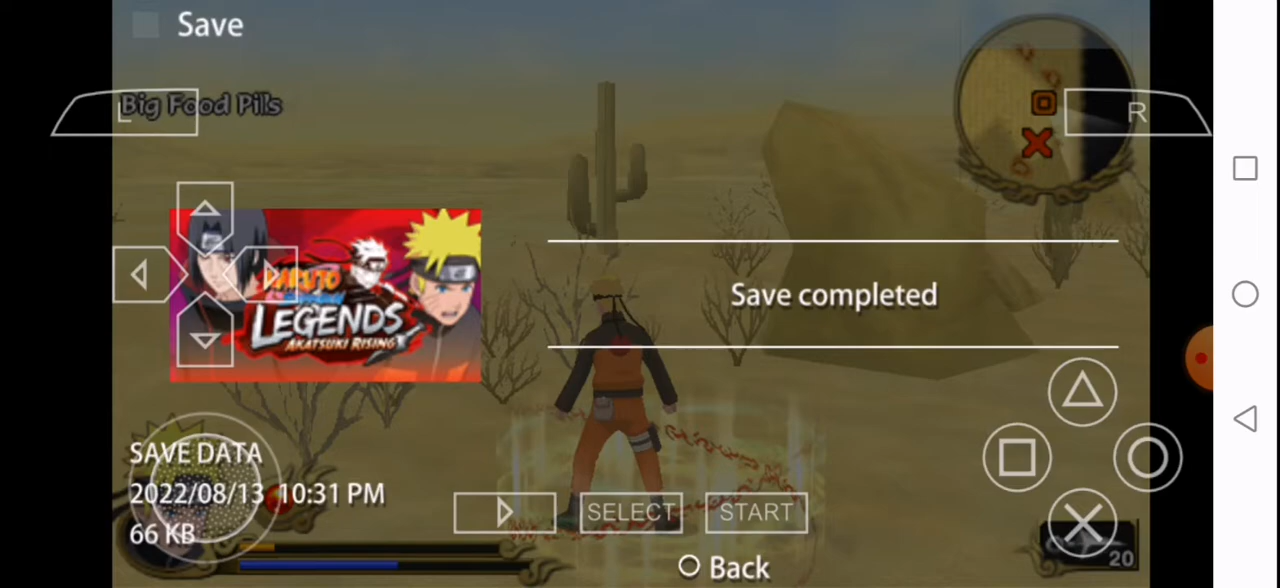 Save
Big Food Pills
L
R
NARUTO
LEGENDS
AKATSUKI RISING
Save completed
SAVE DATA
2022/08/13 10:31 PM
66 KB
SELECT
START
20
Back